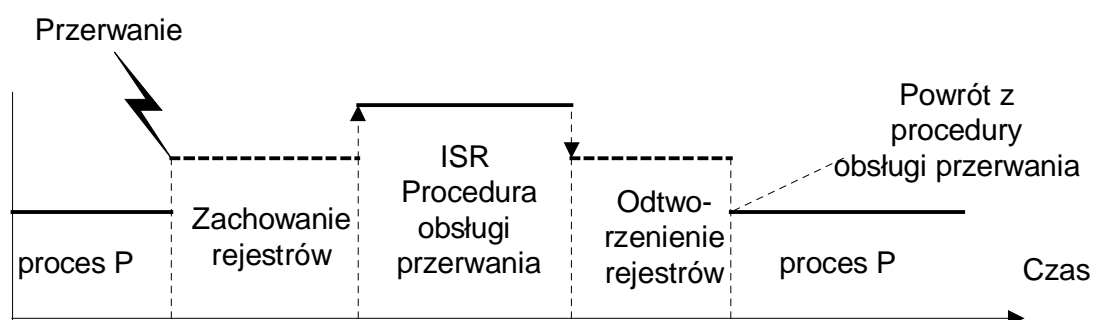 Przerwanie
proces P
Zachowanie
rejestrów
ISR
Procedura
obsługi
przerwania
Odtwo-
rzenienie
rejestrów
Powrót z
procedury
obsługi przerwania
proces P
Czas